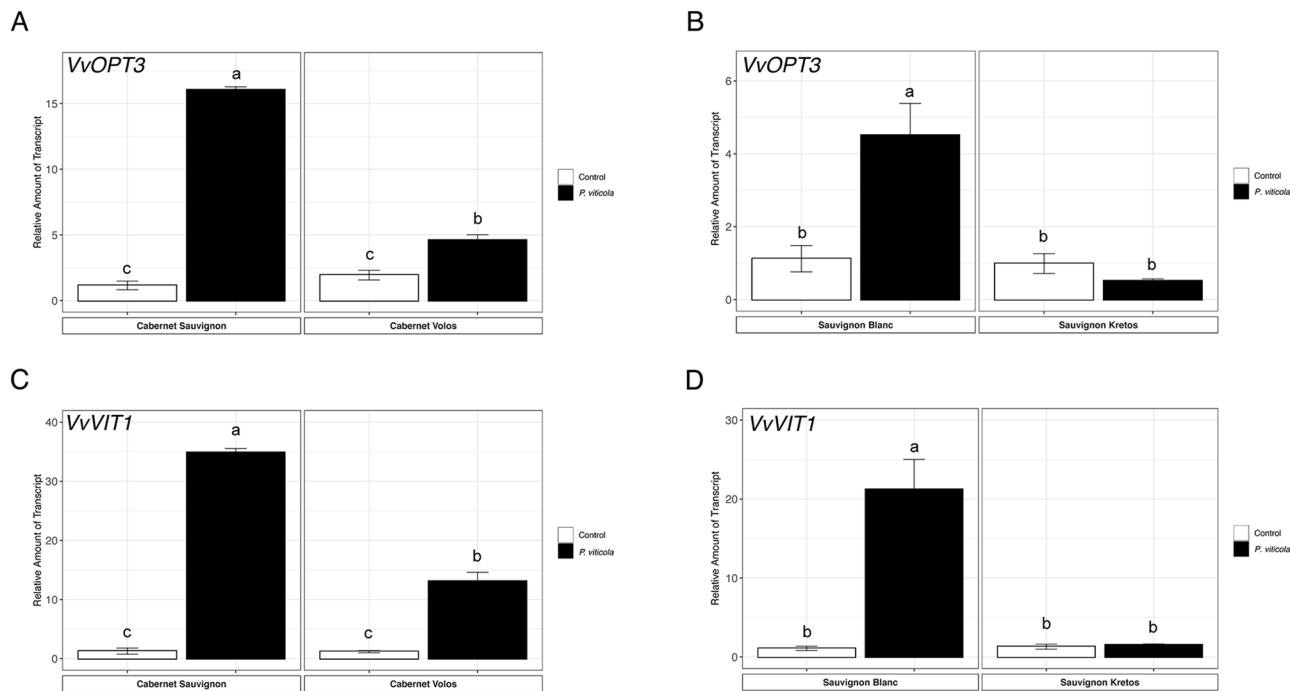 A
VvOPT3
Relative Amount of Transcript
15
10
5
0
a
b
c
c
Cabernet Sauvignon
Cabernet Volos
Control
P. viticola
B
VvOPT3
Relative Amount of Transcript
6
4
2
0
a
b
b
b
Sauvignon Blanc
Sauvignon Kretos
Control
P. viticola
C
VvVIT1
Relative Amount of Transcript
40
30
20
10
0
a
b
c
c
Cabernet Sauvignon
Cabernet Volos
Control
P. viticola
D
VvVIT1
Relative Amount of Transcript
30
20
10
0
a
b
b
b
Sauvignon Blanc
Sauvignon Kretos
Control
P. viticola